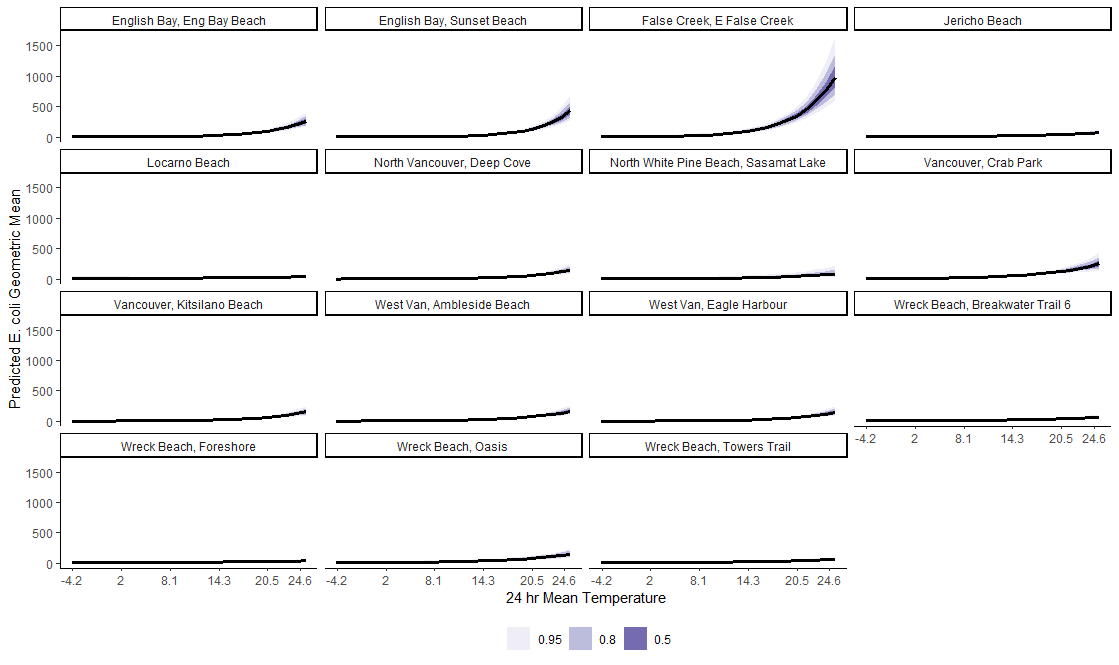 English Bay, Eng Bay Beach
English Bay, Sunset Beach
False Creek, E False Creek
Jericho Beach
1500
1000
500
0
Locarno Beach
North Vancouver, Deep Cove
North White Pine Beach, Sasamat Lake
Vancouver, Crab Park
1500
1000
500
0
Vancouver, Kitsilano Beach
West Van, Ambleside Beach
West Van, Eagle Harbour
Wreck Beach, Breakwater Trail 6
1500
1000
500
0
-4.2 2 8.1 14.3 20.5 24.6
Wreck Beach, Foreshore
Wreck Beach, Oasis
Wreck Beach, Towers Trail
1500
1000
500
0
-4.2 2 8.1 14.3 20.5 24.6
-4.2 2 8.1 14.3 20.5 24.6
-4.2 2 8.1 14.3 20.5 24.6
Predicted E. coli Geometric Mean
24 hr Mean Temperature
0.95 0.8 0.5